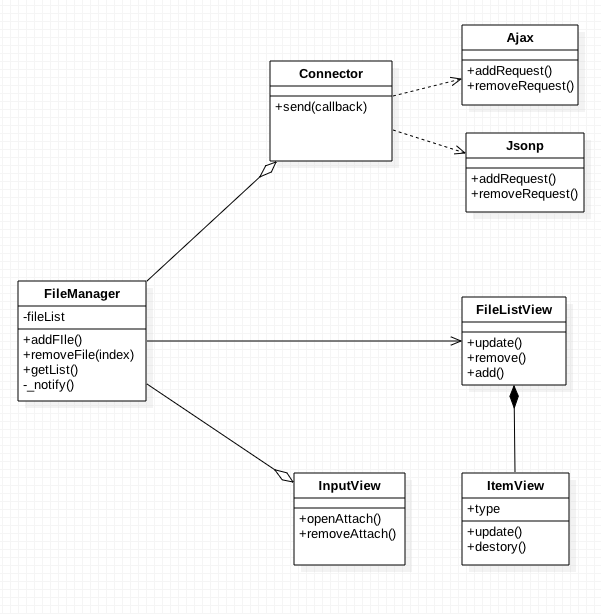 Ajax
+addRequest()
+removeRequest()
Connector
+send(callback)
Jsonp
+addRequest()
+removeRequest()
FileManager
-fileList
+addFIle()
+removeFile(index)
+getList()
-_notify()
FileListView
+update()
+remove()
+add()
InputView
+openAttach()
+removeAttach()
ItemView
+type
+update()
+destory()